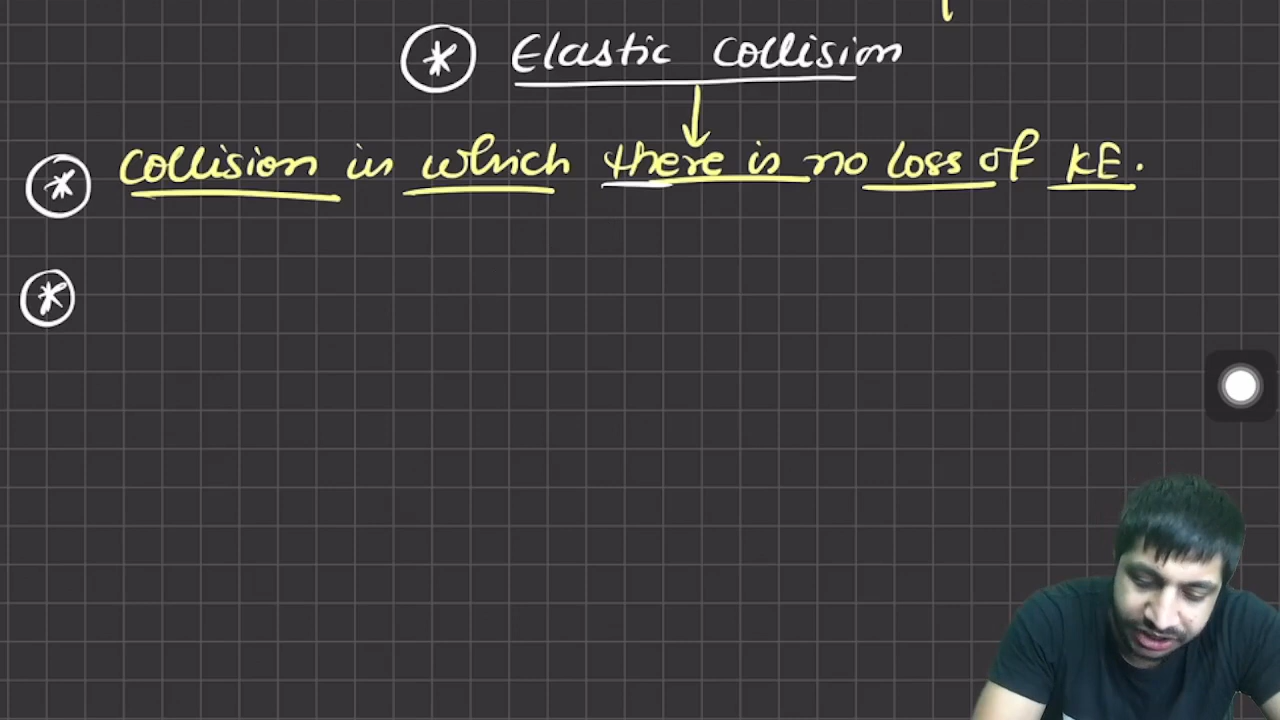 Elastic Collision
Collision in which there is no loss of KE.